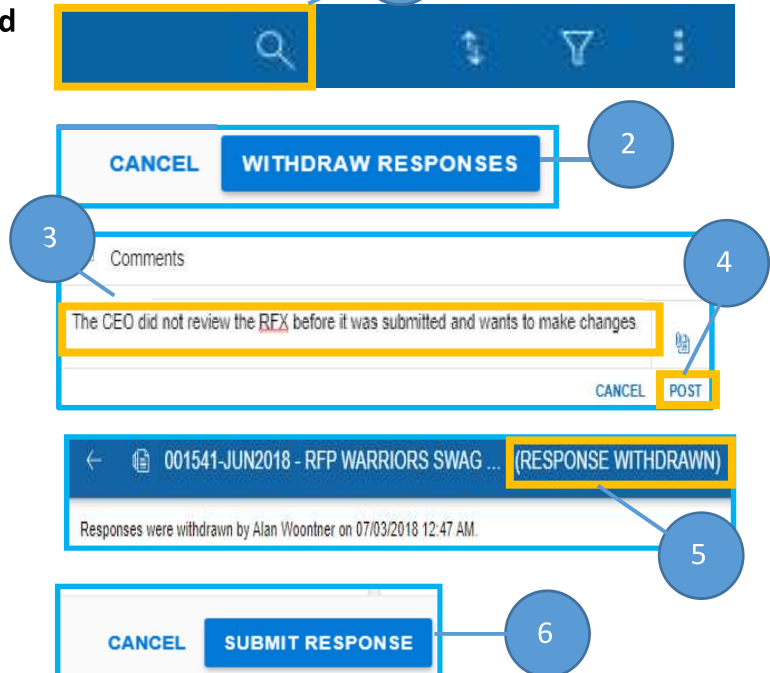 d
CANCEL WITHDRAW RESPONSES
2
3
Comments
4
The CEO did not review the RFX before it was submitted and wants to make changes.
CANCEL POST
001541-JUN2018 - RFP WARRIORS SWAG ... (RESPONSE WITHDRAWN)
Responses were withdrawn by Alan Woontner on 07/03/2018 12:47 AM.
5
CANCEL SUBMIT RESPONSE
6